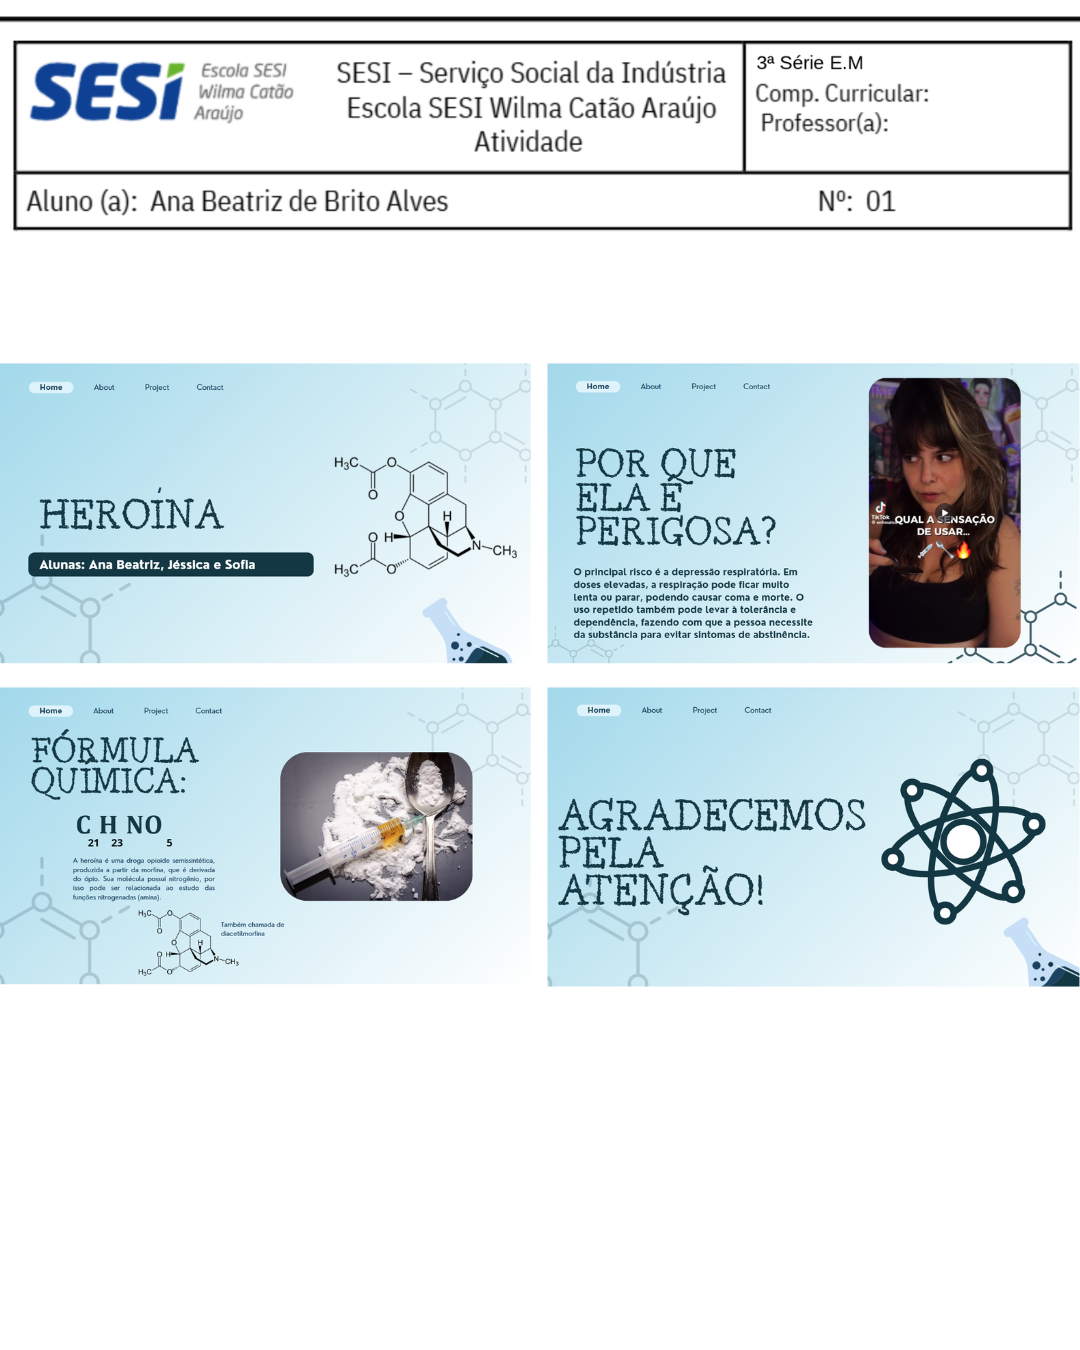 SESI
Escola SESI
Wilma Catão
Araújo
SESI – Serviço Social da Indústria
Escola SESI Wilma Catão Araújo
Atividade
3ª Série E.M
Comp. Curricular:
Professor(a):
Aluno (a): Ana Beatriz de Brito Alves
Nº: 01
Home About Project Contact
HEROÍNA
Alunas: Ana Beatriz, Jéssica e Sofia
H₃C O
O
O H
O H N CH₃
H₃C O
Home About Project Contact
POR QUE
ELA É
PERIGOSA?
O principal risco é a depressão respiratória. Em
doses elevadas, a respiração pode ficar muito
lenta ou parar, podendo causar coma e morte. O
uso repetido também pode levar à tolerância e
dependência, fazendo com que a pessoa necessite
da substância para evitar sintomas de abstinência.
TikTok
QUAL A SENSAÇÃO
DE USAR...
Home About Project Contact
FÓRMULA
QUÍMICA:
C H NO
21 23 5
A heroína é uma droga opioide semissintética,
produzida a partir da morfina, que é derivada
do ópio. Sua molécula possui nitrogênio, por
isso pode ser relacionada ao estudo das
funções nitrogenadas (amina).
H₃C O
O
O H
O H N CH₃
H₃C O
Também chamada de
diacetilmorfina
Home About Project Contact
AGRADECEMOS
PELA
ATENÇÃO!